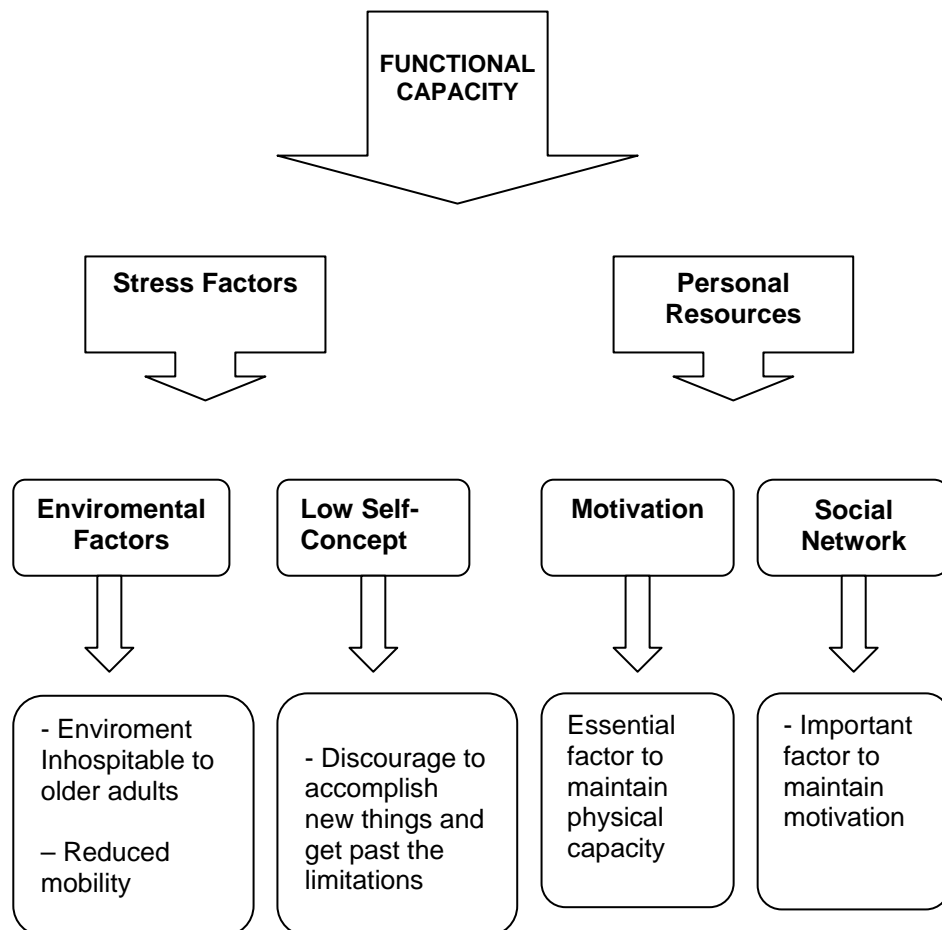 FUNCTIONAL
CAPACITY
Stress Factors
Personal
Resources
Enviromental
Factors
Low Self-
Concept
Motivation
Social
Network
- Enviroment
Inhospitable to
older adults
– Reduced
mobility
- Discourage to
accomplish
new things and
get past the
limitations
Essential
factor to
maintain
physical
capacity
- Important
factor to
maintain
motivation